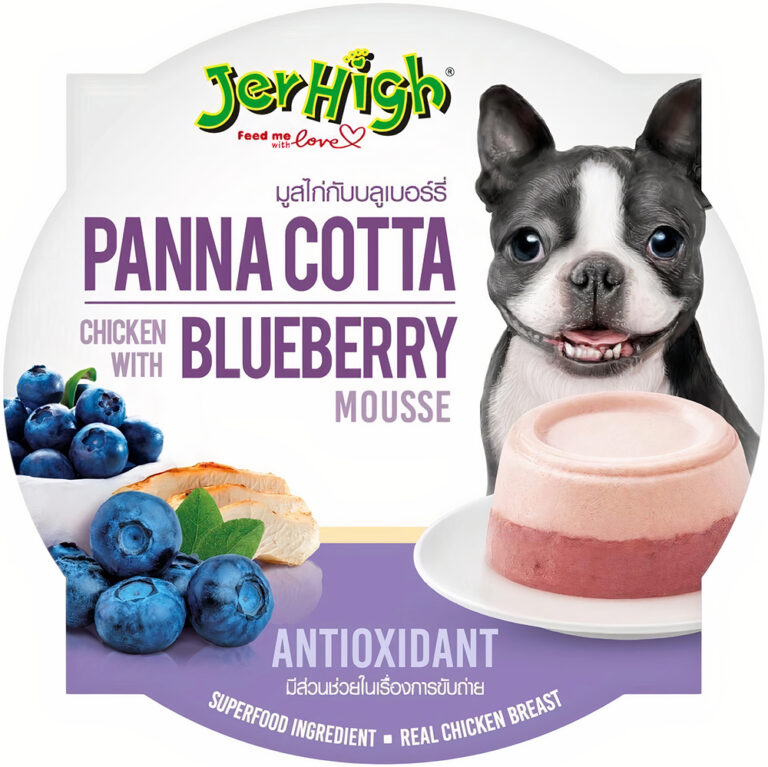 JerHigh®
Feed me with love
มูสไก่กับบลูเบอร์รี่
PANNA COTTA
CHICKEN WITH BLUEBERRY
MOUSSE
ANTIOXIDANT
มีส่วนช่วยในเรื่องการขับถ่าย
SUPERFOOD INGREDIENT ▪ REAL CHICKEN BREAST